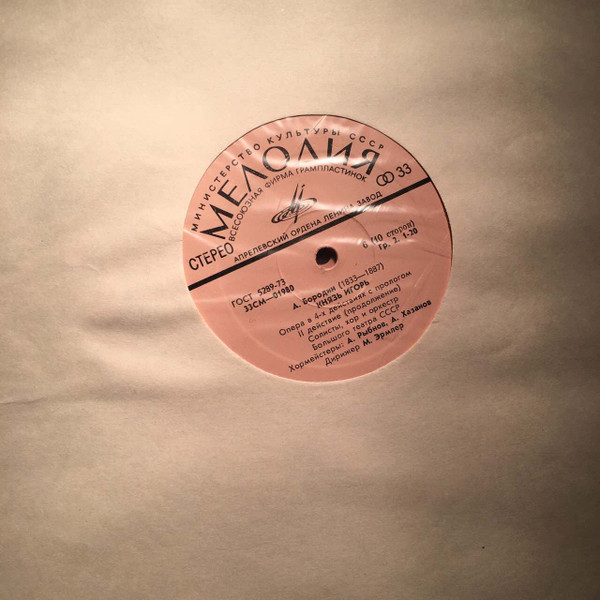 МИНИСТЕРСТВО КУЛЬТУРЫ СССР
МЕЛОДИЯ
ВСЕСОЮЗНАЯ ФИРМА ГРАМПЛАСТИНОК
33
СТЕРЕО
АПРЕЛЕВСКИЙ ОРДЕНА ЛЕНИНА ЗАВОД
ГОСТ 5289-73
33СМ—01980
6 (10 сторон)
Гр. 2. 1-20
А. Бородин (1833—1887)
КНЯЗЬ ИГОРЬ
Опера в 4-х действиях с прологом
II действие (продолжение)
Солисты, хор и оркестр
Большого театра СССР
Хормейстеры: А. Рыбнов, А. Хазанов
Дирижер М. Эрмлер